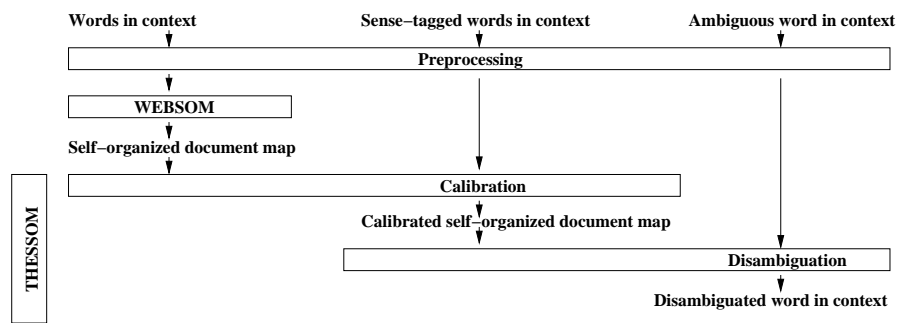 Words in context
Sense–tagged words in context
Ambiguous word in context
Preprocessing
WEBSOM
Self–organized document map
THESSOM
Calibration
Calibrated self–organized document map
Disambiguation
Disambiguated word in context